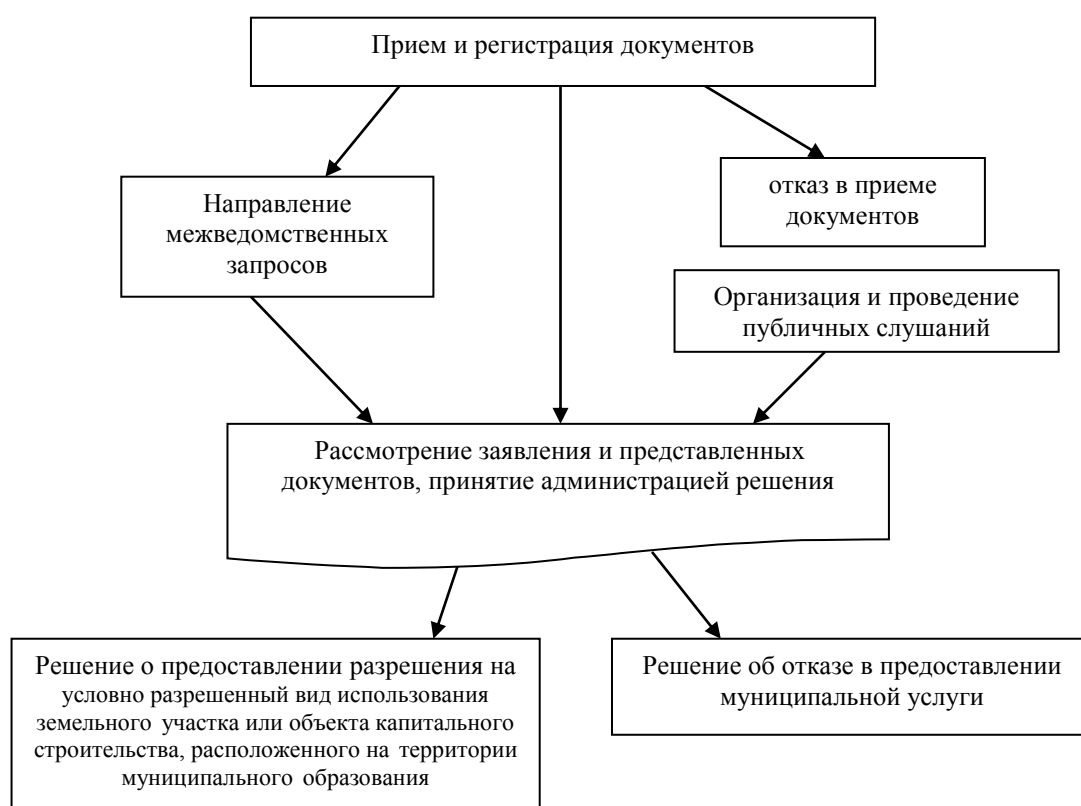 Прием и регистрация документов
отказ в приеме
документов
Направление
межведомственных
запросов
Организация и проведение
публичных слушаний
Рассмотрение заявления и представленных
документов, принятие администрацией решения
Решение о предоставлении разрешения на
условно разрешенный вид использования
земельного участка или объекта капитального
строительства, расположенного на территории
муниципального образования
Решение об отказе в предоставлении
муниципальной услуги